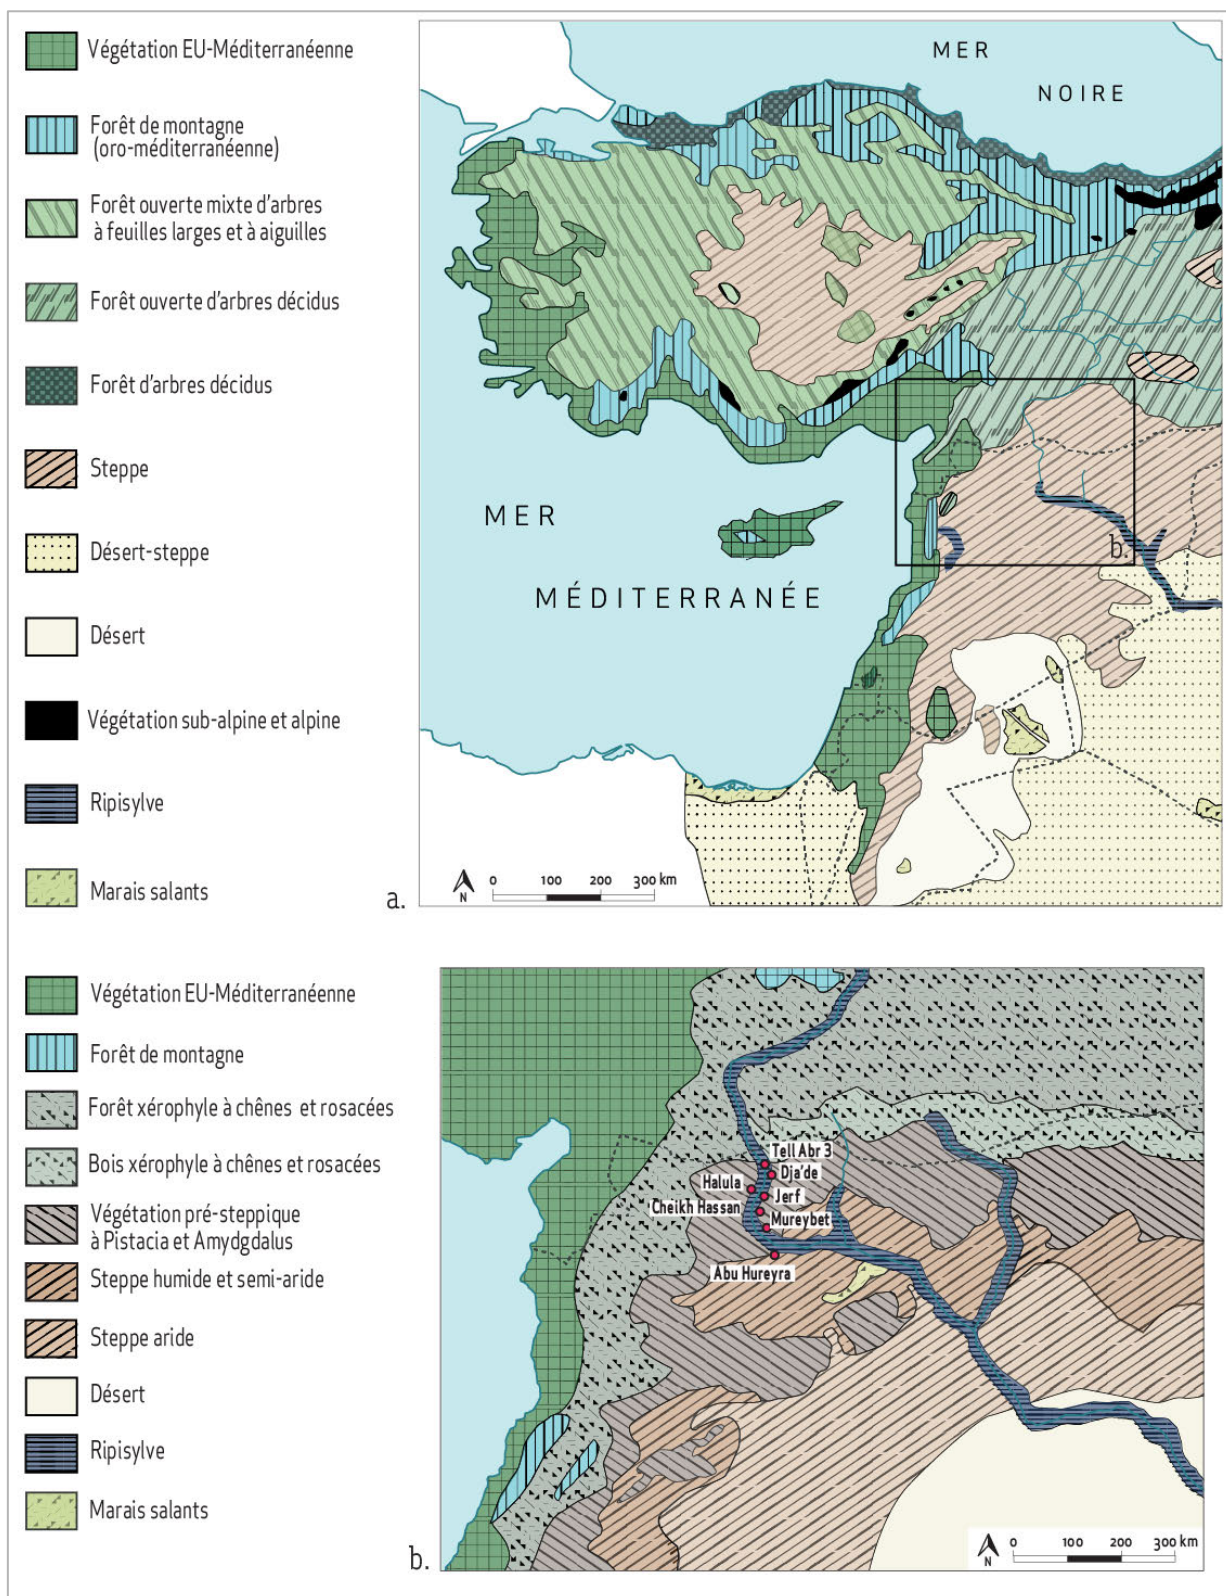 Végétation EU-Méditerranéenne
Forêt de montagne
(oro-méditerranéenne)
Forêt ouverte mixte d'arbres
à feuilles larges et à aiguilles
Forêt ouverte d'arbres décidus
Forêt d'arbres décidus
Steppe
Désert-steppe
Désert
Végétation sub-alpine et alpine
Ripisylve
Marais salants
MER
NOIRE
MER
MÉDITERRANÉE
b.
N
0 100 200 300 km
a.
Végétation EU-Méditerranéenne
Forêt de montagne
Forêt xérophyle à chênes et rosacées
Bois xérophyle à chênes et rosacées
Végétation pré-steppique
à Pistacia et Amydgdalus
Steppe humide et semi-aride
Steppe aride
Désert
Ripisylve
Marais salants
Tell Abr 3
Dja'de
Halula
Jerf
Cheikh Hassan
Mureybet
Abu Hureyra
N
0 100 200 300 km
b.